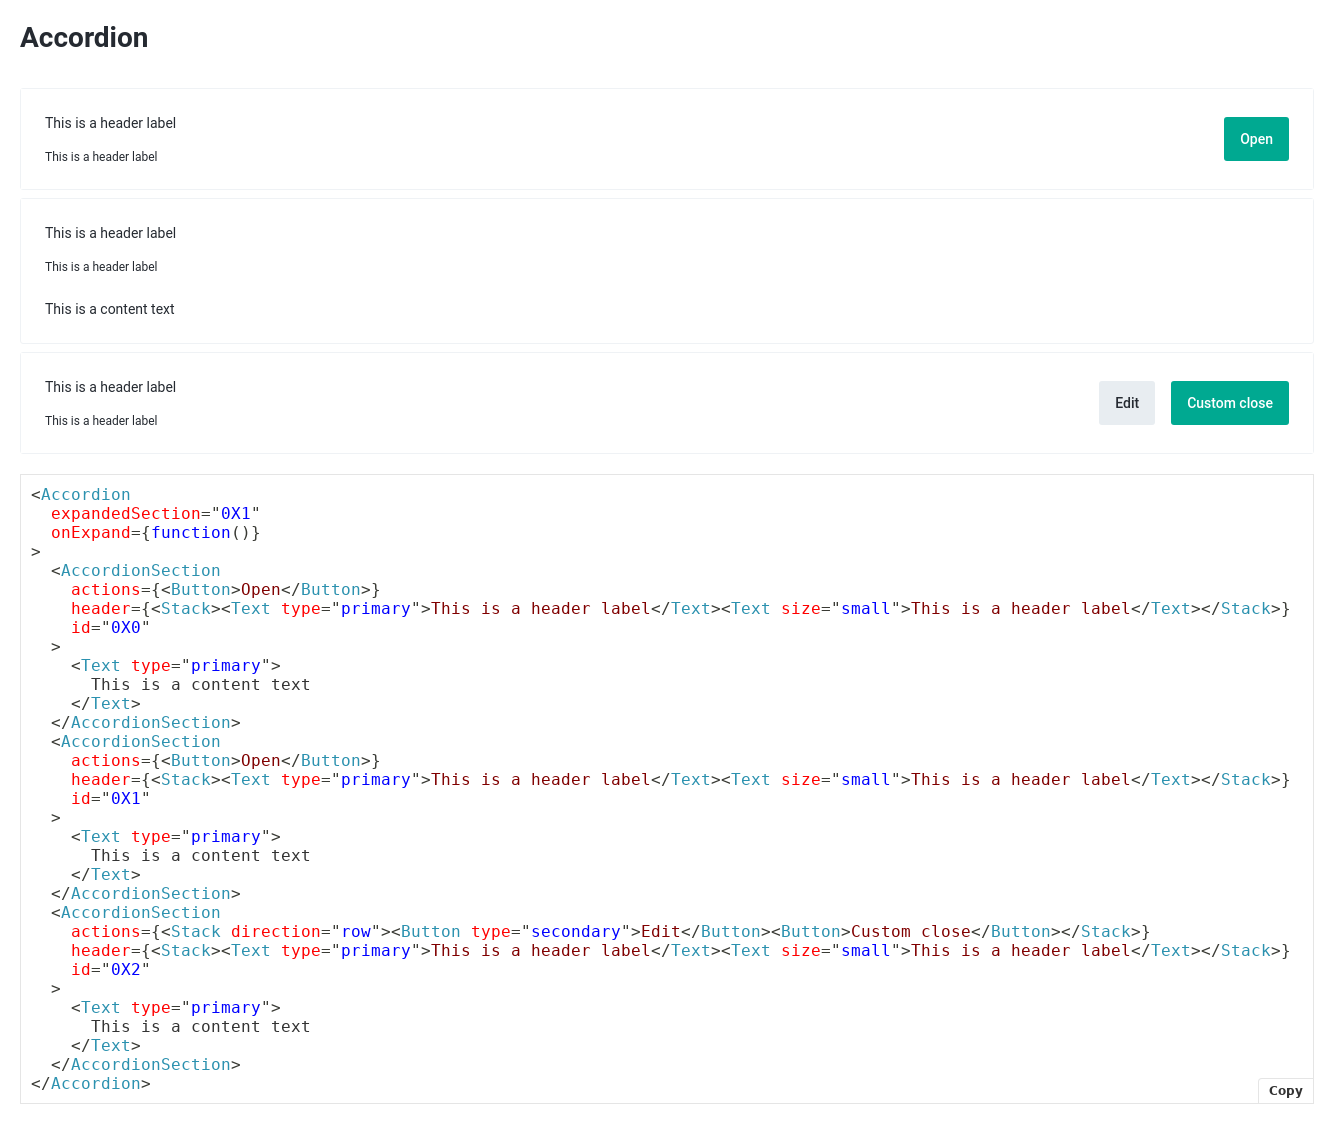 Accordion
This is a header label
This is a header label
Open
This is a header label
This is a header label
This is a content text
This is a header label
This is a header label
Edit
Custom close
<Accordion
  expandedSection="0X1"
  onExpand={function()}
>
  <AccordionSection
    actions={<Button>Open</Button>}
    header={<Stack><Text type="primary">This is a header label</Text><Text size="small">This is a header label</Text></Stack>}
    id="0X0"
  >
    <Text type="primary">
      This is a content text
    </Text>
  </AccordionSection>
  <AccordionSection
    actions={<Button>Open</Button>}
    header={<Stack><Text type="primary">This is a header label</Text><Text size="small">This is a header label</Text></Stack>}
    id="0X1"
  >
    <Text type="primary">
      This is a content text
    </Text>
  </AccordionSection>
  <AccordionSection
    actions={<Stack direction="row"><Button type="secondary">Edit</Button><Button>Custom close</Button></Stack>}
    header={<Stack><Text type="primary">This is a header label</Text><Text size="small">This is a header label</Text></Stack>}
    id="0X2"
  >
    <Text type="primary">
      This is a content text
    </Text>
  </AccordionSection>
</Accordion>
Copy